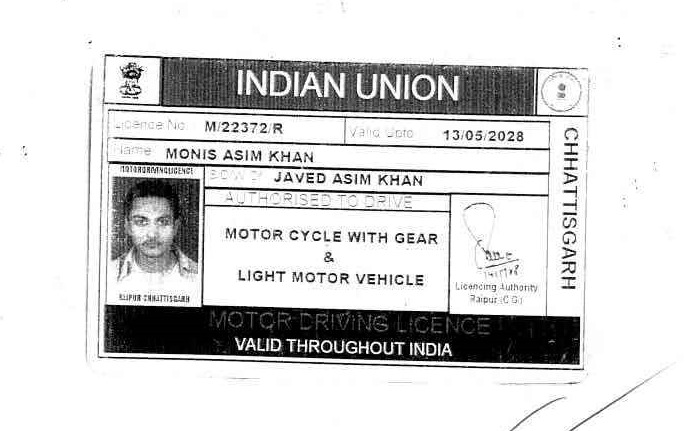 INDIAN UNION
Licence No. M/22372/R Valid Upto 13/05/2028
Name MONIS ASIM KHAN
S/D/W Of JAVED ASIM KHAN
AUTHORISED TO DRIVE
MOTOR CYCLE WITH GEAR
&
LIGHT MOTOR VEHICLE
MOTORDRIVINGLICENCE
RAIPUR CHHATTISGARH
Licencing Authority
Raipur (C.G.)
CHHATTISGARH
MOTOR DRIVING LICENCE
VALID THROUGHOUT INDIA